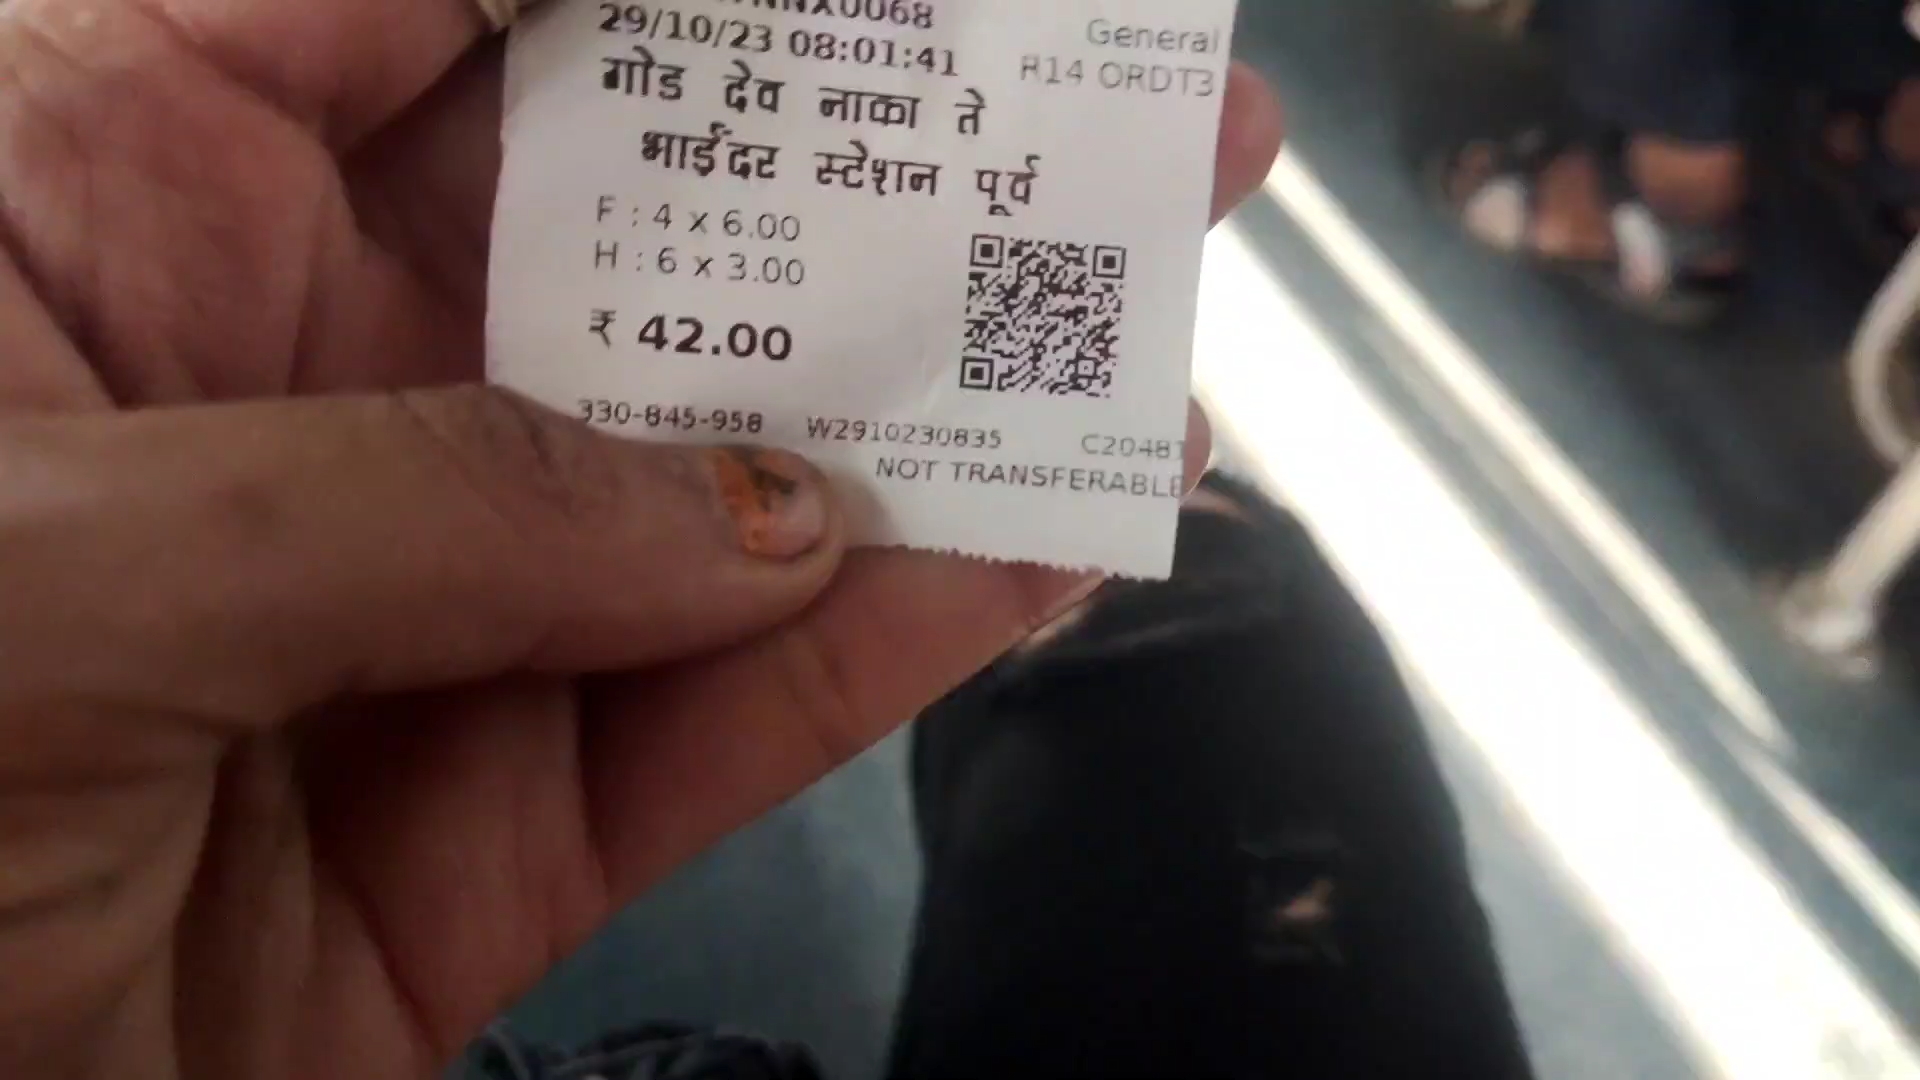 29/10/23 08:01:41
General
R14 ORDT3
गोड देव नाका ते
भाईंदर स्टेशन पूर्व
F : 4 x 6.00
H : 6 x 3.00
₹ 42.00
330-845-958 W2910230835
NOT TRANSFERABLE